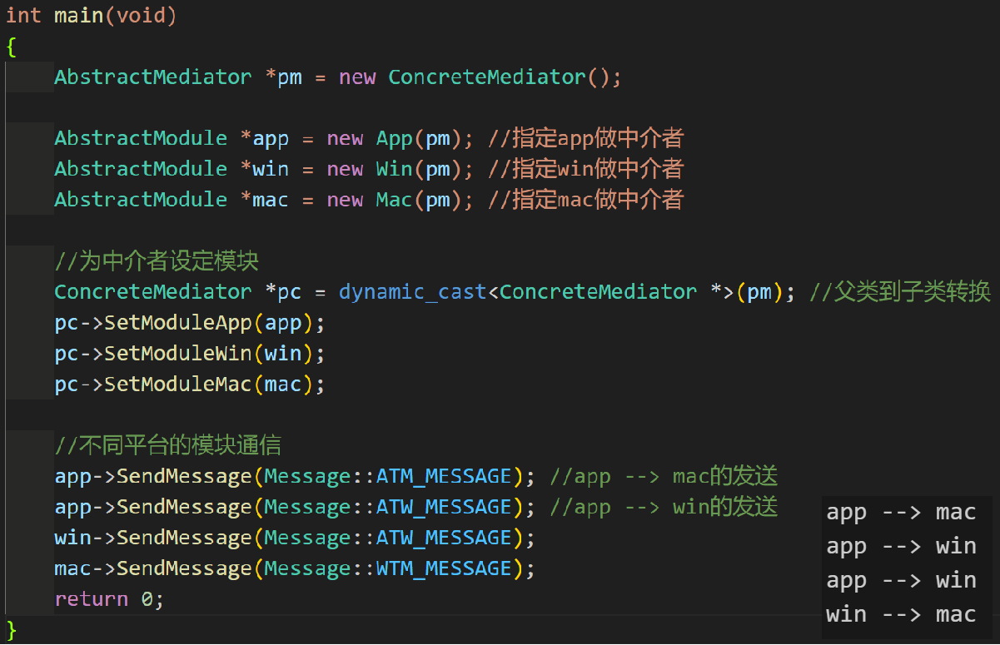 int main(void)
{
AbstractMediator *pm = new ConcreteMediator();
AbstractModule *app = new App(pm); //指定app做中介者
AbstractModule *win = new Win(pm); //指定win做中介者
AbstractModule *mac = new Mac(pm); //指定mac做中介者
//为中介者设定模块
ConcreteMediator *pc = dynamic_cast<ConcreteMediator *>(pm); //父类到子类转换
pc->SetModuleApp(app);
pc->SetModuleWin(win);
pc->SetModuleMac(mac);
//不同平台的模块通信
app->SendMessage(Message::ATM_MESSAGE); //app --> mac的发送
app->SendMessage(Message::ATW_MESSAGE); //app --> win的发送
win->SendMessage(Message::ATW_MESSAGE);
mac->SendMessage(Message::WTM_MESSAGE);
return 0;
}
app --> mac
app --> win
app --> win
win --> mac